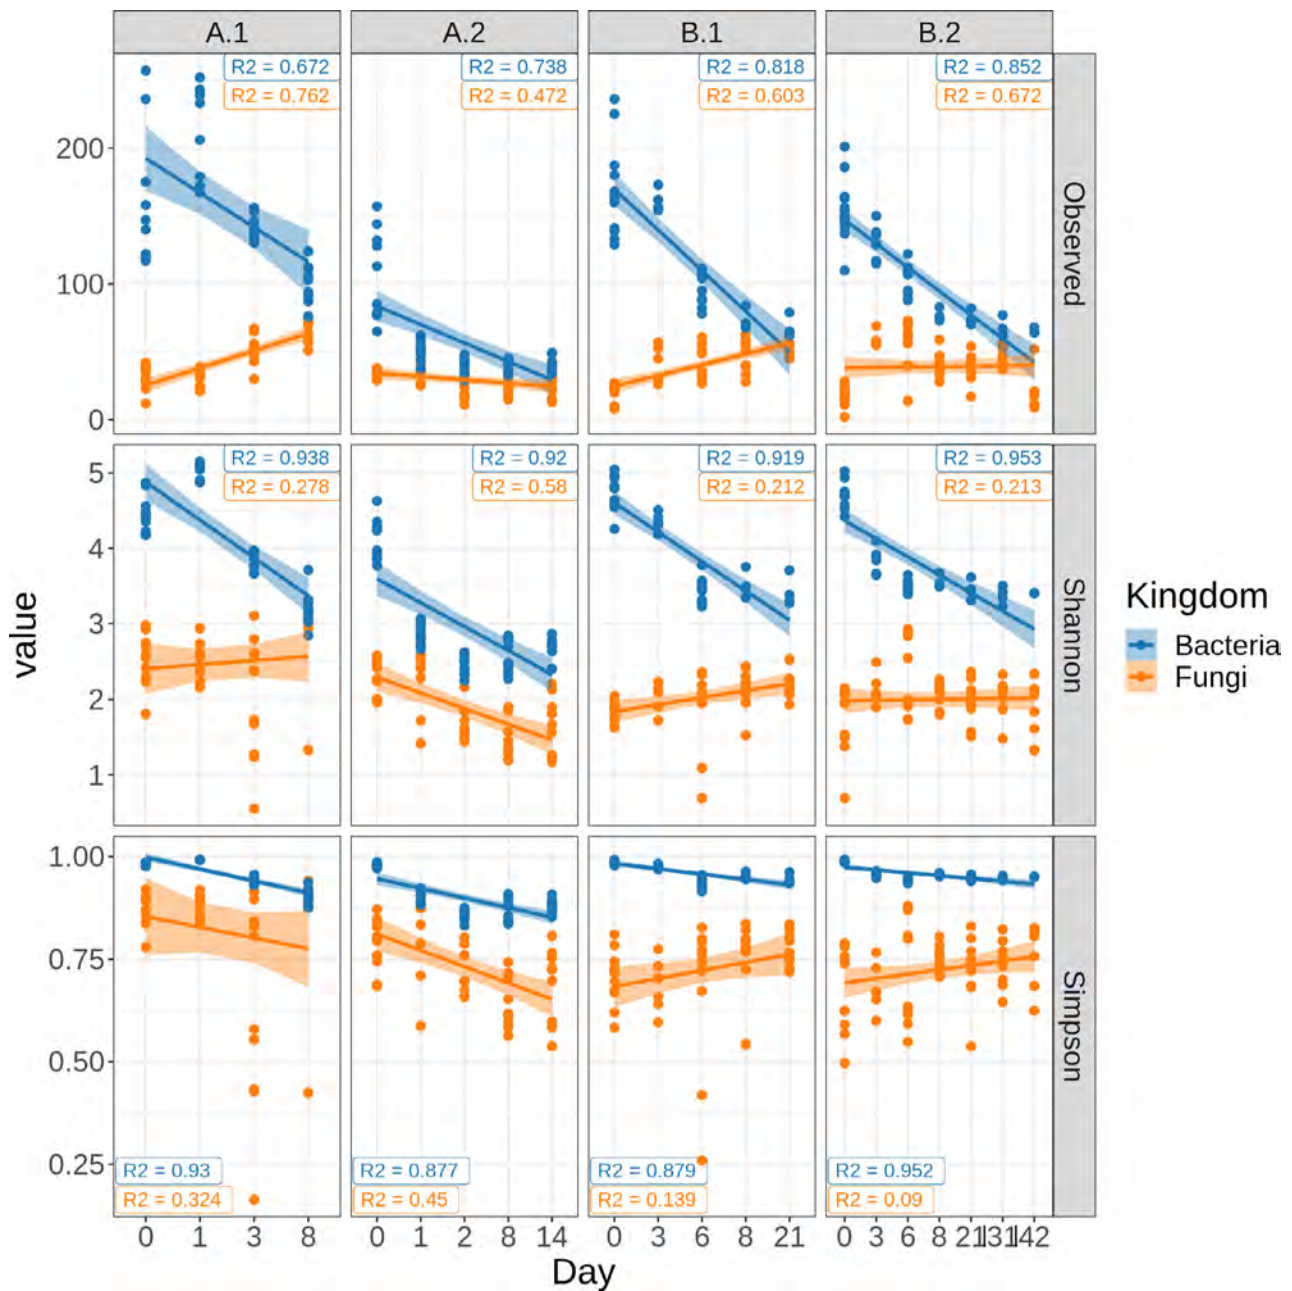 A.1 A.2 B.1 B.2
R2 = 0.672 R2 = 0.738 R2 = 0.818 R2 = 0.852
R2 = 0.762 R2 = 0.472 R2 = 0.603 R2 = 0.672
200
100
0
Observed
R2 = 0.938 R2 = 0.92 R2 = 0.919 R2 = 0.953
R2 = 0.278 R2 = 0.58 R2 = 0.212 R2 = 0.213
5
4
3
2
1
Shannon
value
Kingdom
Bacteria
Fungi
1.00
0.75
0.50
0.25
Simpson
R2 = 0.93 R2 = 0.877 R2 = 0.879 R2 = 0.952
R2 = 0.324 R2 = 0.45 R2 = 0.139 R2 = 0.09
0 1 3 8 0 1 2 8 14 0 3 6 8 21 0 3 6 8 21 131 142
Day